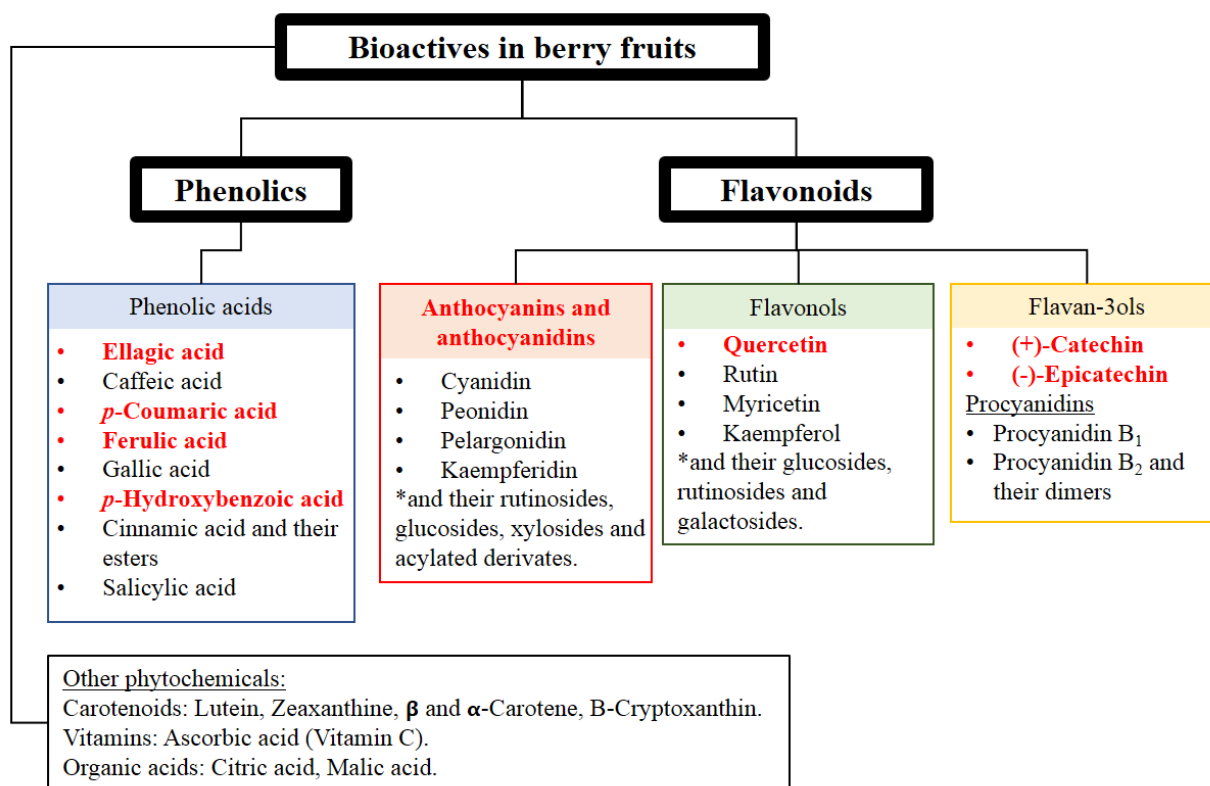 Bioactives in berry fruits
Phenolics
Flavonoids
Phenolic acids
• Ellagic acid
• Caffeic acid
• p-Coumaric acid
• Ferulic acid
• Gallic acid
• p-Hydroxybenzoic acid
• Cinnamic acid and their
esters
• Salicylic acid
Anthocyanins and
anthocyanidins
• Cyanidin
• Peonidin
• Pelargonidin
• Kaempferidin
*and their rutinosides,
glucosides, xylosides and
acylated derivates.
Flavonols
• Quercetin
• Rutin
• Myricetin
• Kaempferol
*and their glucosides,
rutinosides and
galactosides.
Flavan-3ols
• (+)-Catechin
• (-)-Epicatechin
Procyanidins
• Procyanidin B₁
• Procyanidin B₂ and
their dimers
Other phytochemicals:
Carotenoids: Lutein, Zeaxanthine, β and α-Carotene, B-Cryptoxanthin.
Vitamins: Ascorbic acid (Vitamin C).
Organic acids: Citric acid, Malic acid.